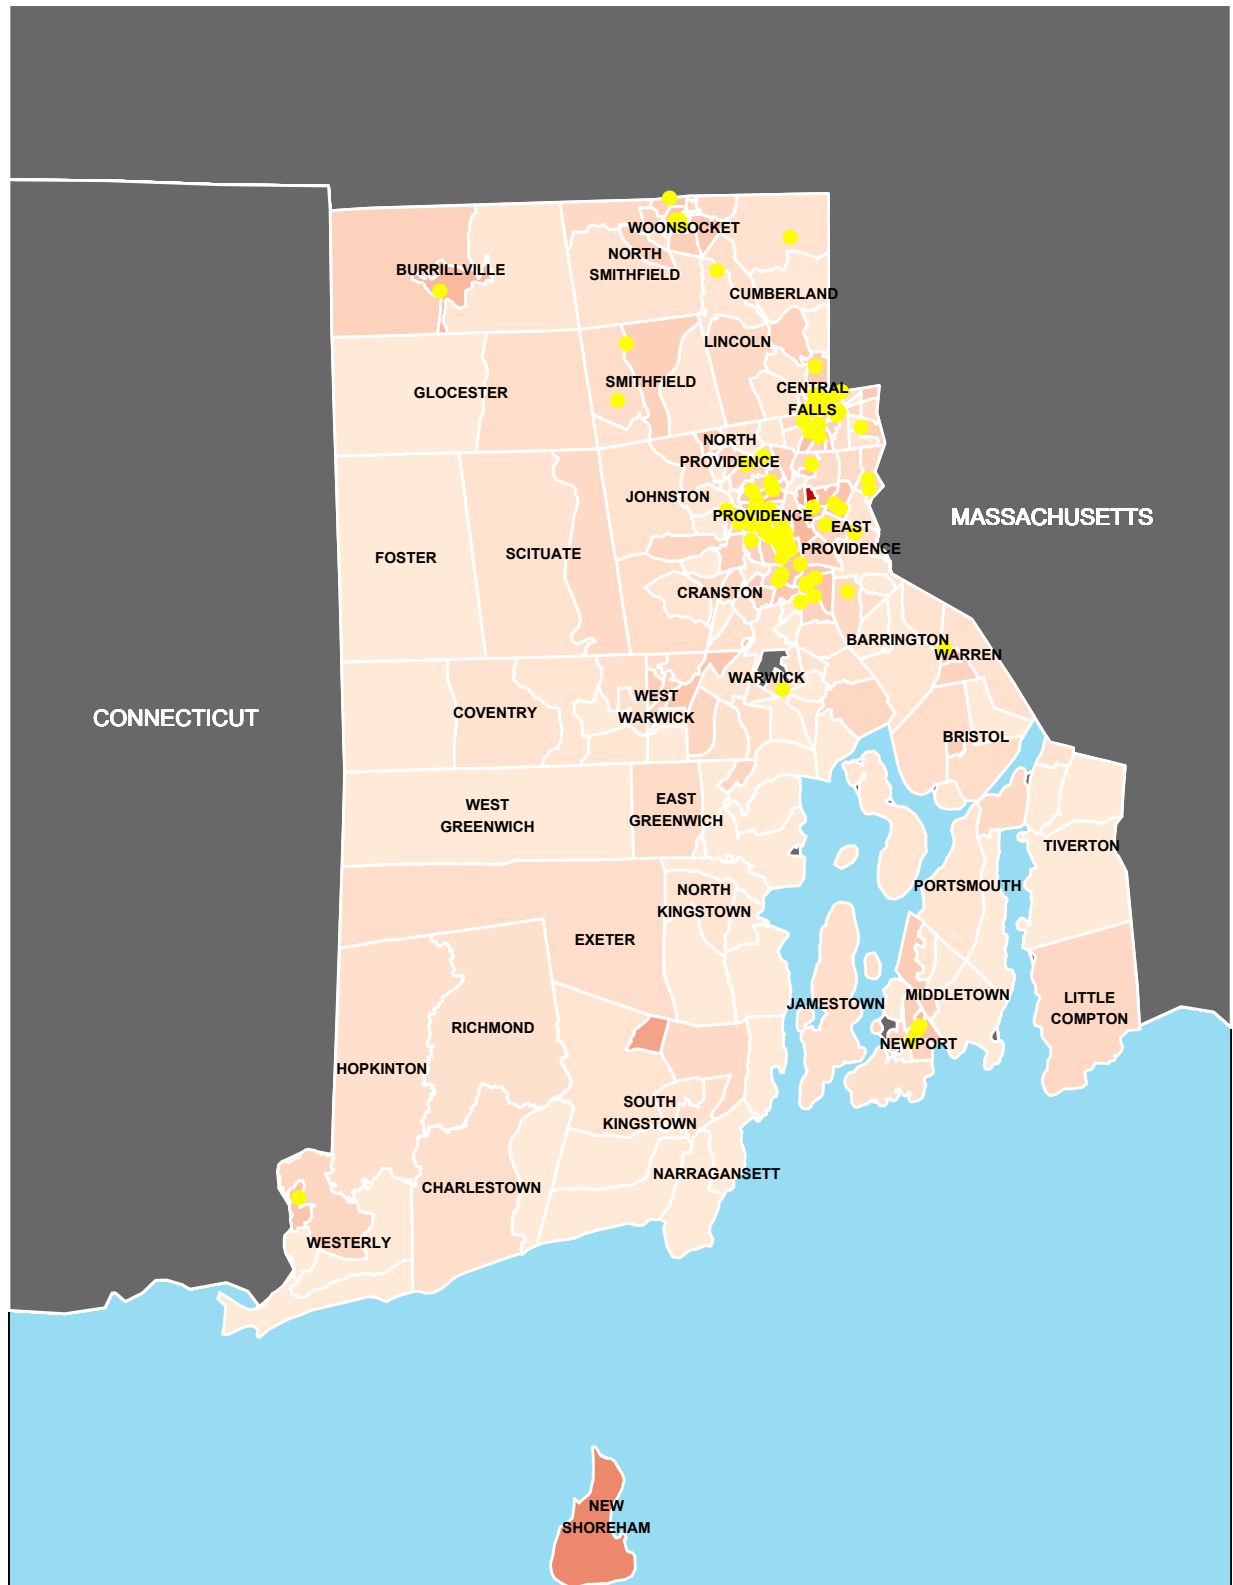 WOONSOCKET
NORTH
SMITHFIELD
BURRILLVILLE
CUMBERLAND
LINCOLN
SMITHFIELD
CENTRAL
FALLS
GLOCESTER
NORTH
PROVIDENCE
JOHNSTON
PROVIDENCE
EAST
PROVIDENCE
MASSACHUSETTS
FOSTER
SCITUATE
CRANSTON
BARRINGTON
WARREN
WARWICK
WEST
WARWICK
COVENTRY
CONNECTICUT
BRISTOL
WEST
GREENWICH
EAST
GREENWICH
TIVERTON
PORTSMOUTH
NORTH
KINGSTOWN
EXETER
JAMESTOWN
MIDDLETOWN
LITTLE
COMPTON
RICHMOND
NEWPORT
HOPKINTON
SOUTH
KINGSTOWN
NARRAGANSETT
CHARLESTOWN
WESTERLY
NEW
SHOREHAM